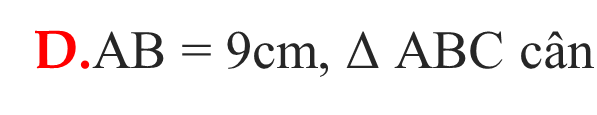 D.AB = 9cm, Δ ABC cân